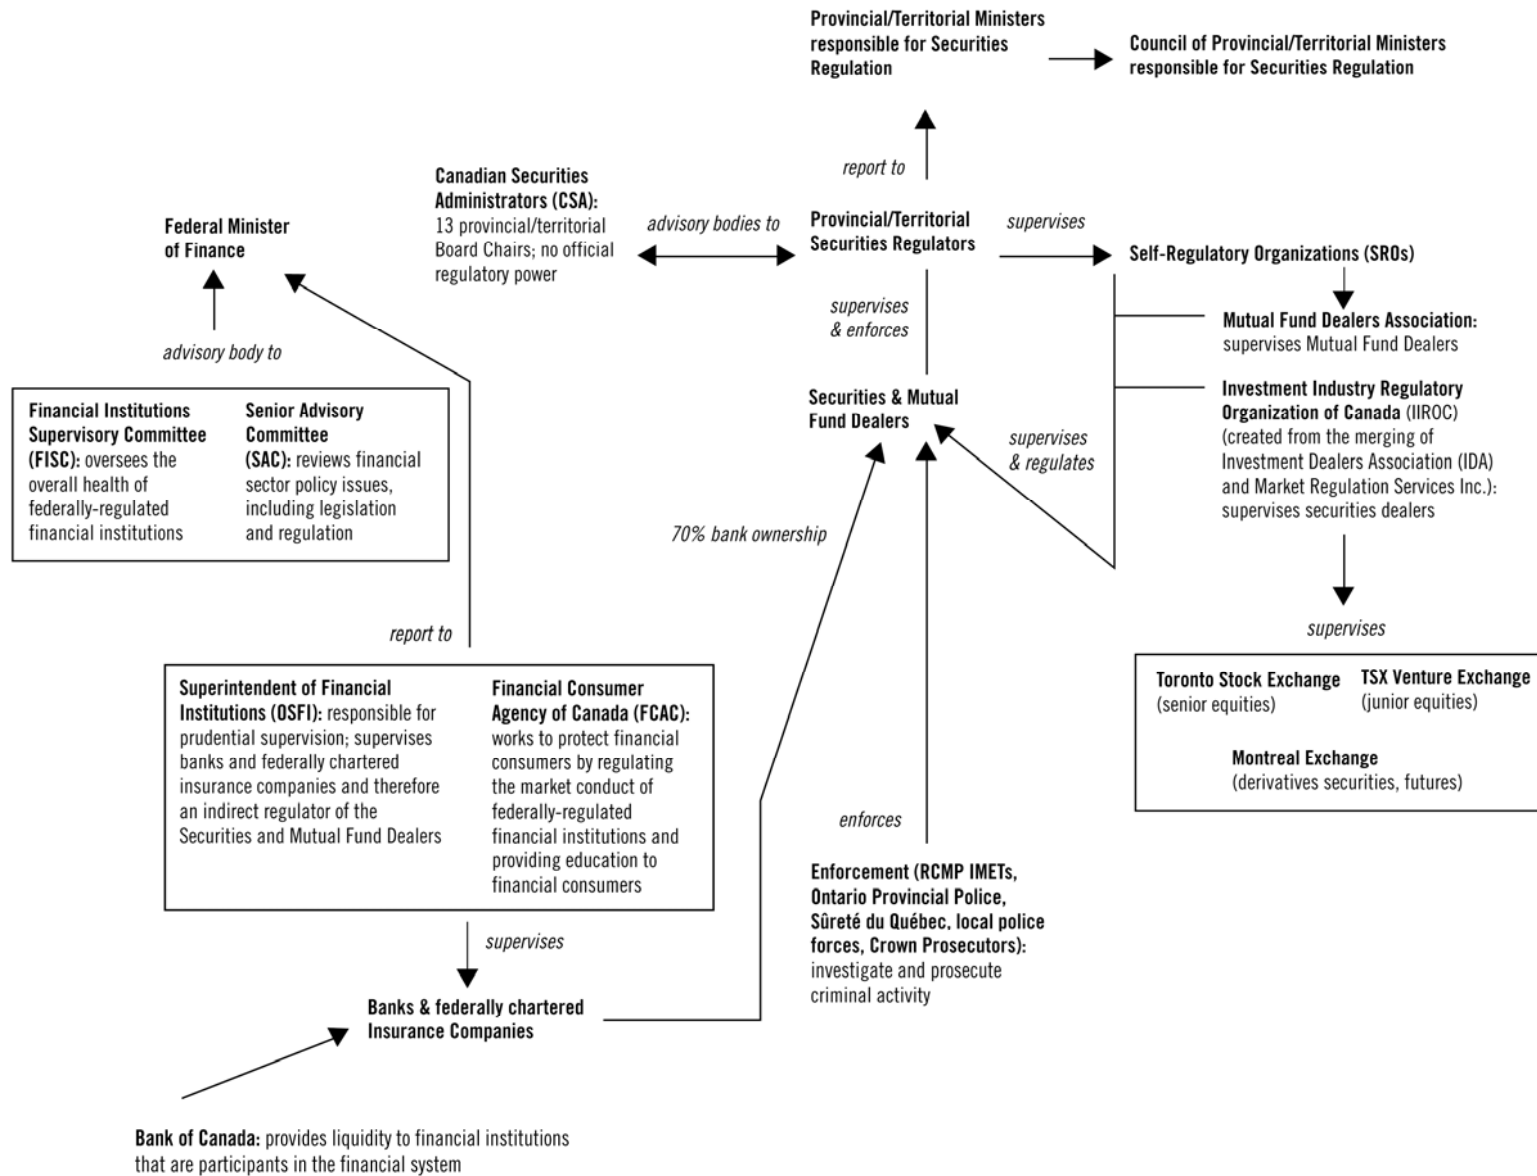 Provincial/Territorial Ministers
responsible for Securities
Regulation
Council of Provincial/Territorial Ministers
responsible for Securities Regulation
report to
Canadian Securities
Administrators (CSA):
13 provincial/territorial
Board Chairs; no official
regulatory power
advisory bodies to
Provincial/Territorial
Securities Regulators
supervises
Self-Regulatory Organizations (SROs)
Federal Minister
of Finance
supervises
& enforces
Mutual Fund Dealers Association:
supervises Mutual Fund Dealers
advisory body to
Financial Institutions
Supervisory Committee
(FISC): oversees the
overall health of
federally-regulated
financial institutions
Senior Advisory
Committee
(SAC): reviews financial
sector policy issues,
including legislation
and regulation
Securities & Mutual
Fund Dealers
supervises
& regulates
Investment Industry Regulatory
Organization of Canada (IIROC)
(created from the merging of
Investment Dealers Association (IDA)
and Market Regulation Services Inc.):
supervises securities dealers
70% bank ownership
report to
supervises
Superintendent of Financial
Institutions (OSFI): responsible for
prudential supervision; supervises
banks and federally chartered
insurance companies and therefore
an indirect regulator of the
Securities and Mutual Fund Dealers
Financial Consumer
Agency of Canada (FCAC):
works to protect financial
consumers by regulating
the market conduct of
federally-regulated
financial institutions and
providing education to
financial consumers
Toronto Stock Exchange
(senior equities)
TSX Venture Exchange
(junior equities)
Montreal Exchange
(derivatives securities, futures)
enforces
Enforcement (RCMP IMETs,
Ontario Provincial Police,
Sûreté du Québec, local police
forces, Crown Prosecutors):
investigate and prosecute
criminal activity
supervises
Banks & federally chartered
Insurance Companies
Bank of Canada: provides liquidity to financial institutions
that are participants in the financial system